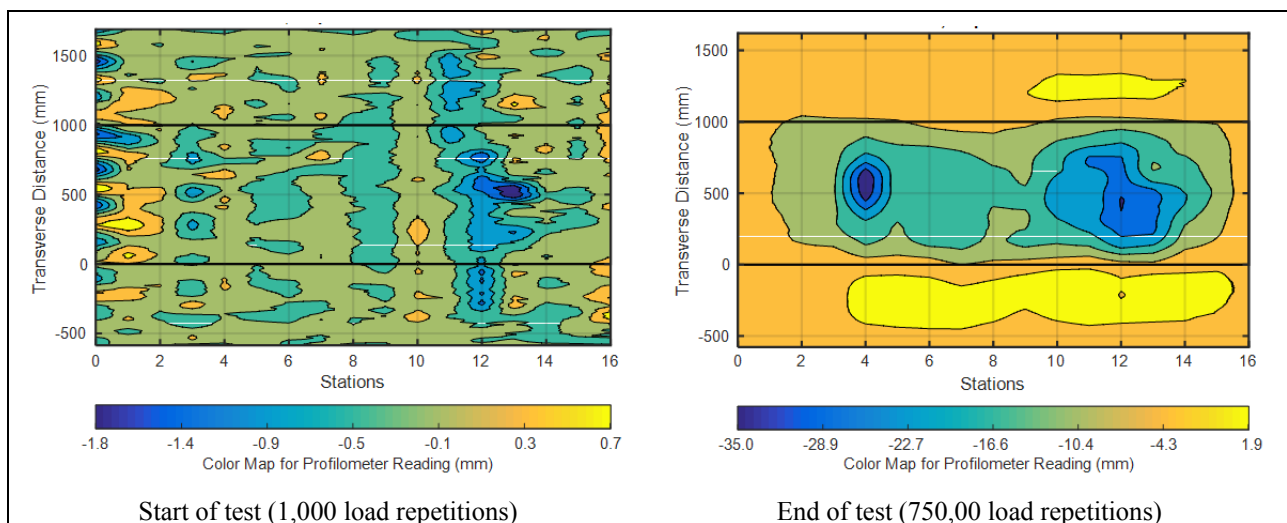 1500
1000
500
0
-500
Transverse Distance (mm)
0 2 4 6 8 10 12 14 16
Stations
-1.8 -1.4 -0.9 -0.5 -0.1 0.3 0.7
Color Map for Profilometer Reading (mm)
Start of test (1,000 load repetitions)
1500
1000
500
0
-500
Transverse Distance (mm)
0 2 4 6 8 10 12 14 16
Stations
-35.0 -28.9 -22.7 -16.6 -10.4 -4.3 1.9
Color Map for Profilometer Reading (mm)
End of test (750,00 load repetitions)